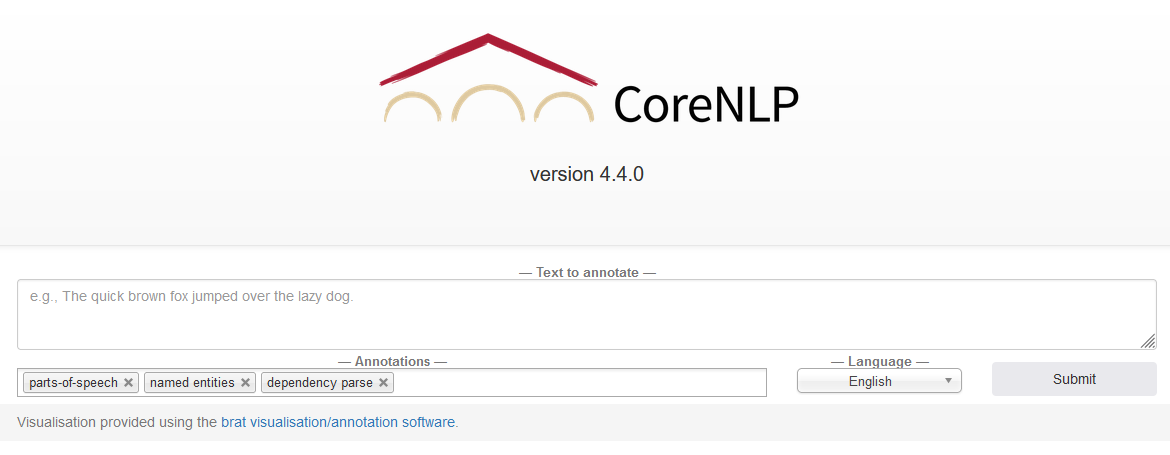 CoreNLP
version 4.4.0
— Text to annotate —
e.g., The quick brown fox jumped over the lazy dog.
— Annotations —
parts-of-speech × named entities × dependency parse ×
— Language —
English
Submit
Visualisation provided using the brat visualisation/annotation software.